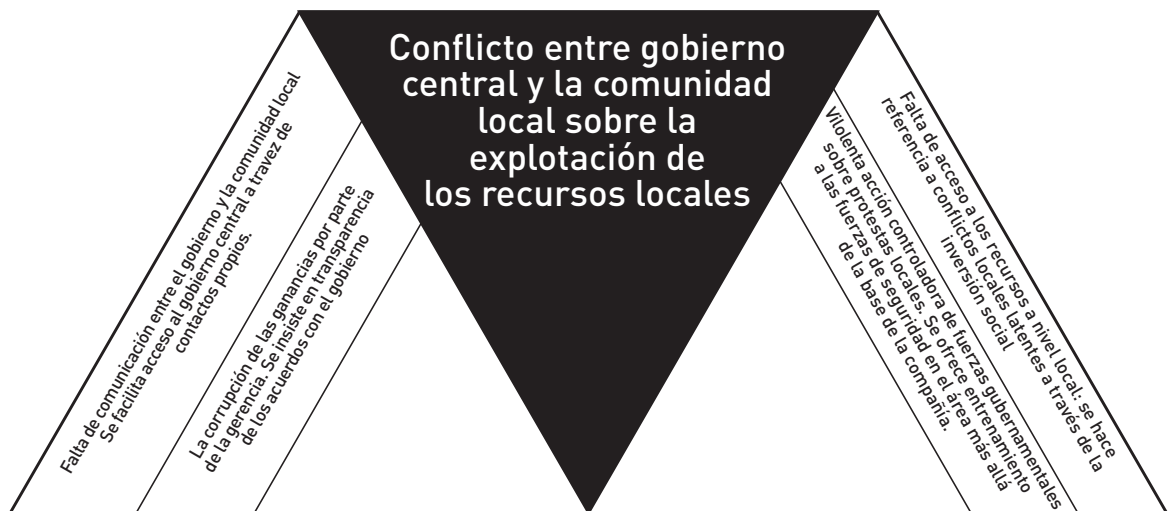 Conflicto entre gobierno
central y la comunidad
local sobre la
explotación de
los recursos locales
Falta de comunicación entre el gobierno y la comunidad local
Se facilita acceso al gobierno central a travez de
contactos propios.
La corrupción de las ganancias por parte
de la gerencia. Se insiste en transparencia
de los acuerdos con el gobierno
Vilolenta acción controladora de fuerzas gubernamentales
sobre protestas locales. Se ofrece entrenamiento
a las fuerzas de seguridad en el área más allá
de la base de la compañía.
Falta de acceso a los recursos a nivel local: se hace
referencia a conflictos locales latentes a través de la
inversión social